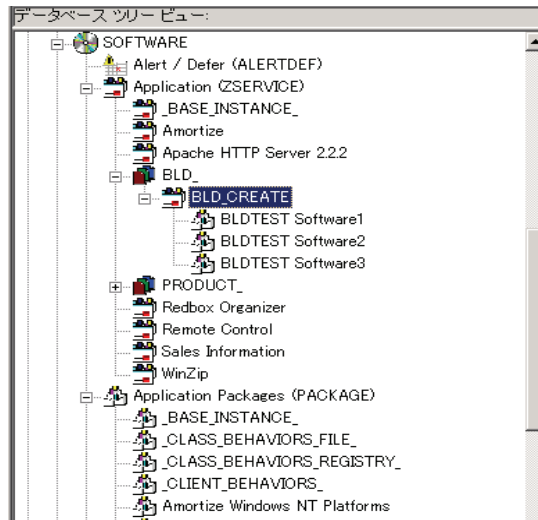 データベース ツリー ビュー:
SOFTWARE
Alert / Defer (ALERTDEF)
Application (ZSERVICE)
_BASE_INSTANCE_
Amortize
Apache HTTP Server 2.2.2
BLD_
BLD_CREATE
BLDTEST Software1
BLDTEST Software2
BLDTEST Software3
PRODUCT_
Redbox Organizer
Remote Control
Sales Information
WinZip
Application Packages (PACKAGE)
_BASE_INSTANCE_
_CLASS_BEHAVIORS_FILE_
_CLASS_BEHAVIORS_REGISTRY_
_CLIENT_BEHAVIORS_
Amortize Windows NT Platforms